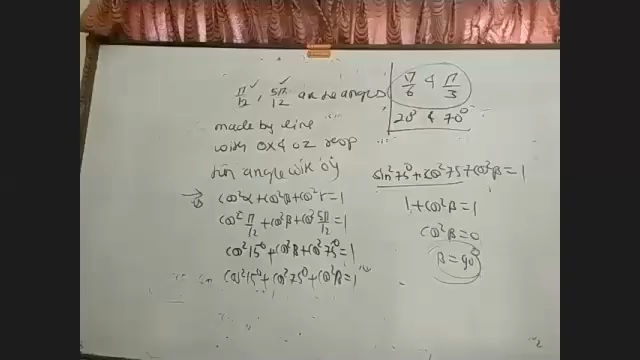 π/12, 5π/12 are the angles
made by line
with OX & OZ resp
angle with OY
cos²α + cos²β + cos²γ = 1
cos² π/12 + cos²β + cos² 5π/12 = 1
cos²15° + cos²β + cos²75° = 1
cos²15° + cos²75° + cos²β = 1
π/6 & π/3
20° & 70°
sin²75° + cos²75 + cos²β = 1
1 + cos²β = 1
cos²β = 0
β = 90°